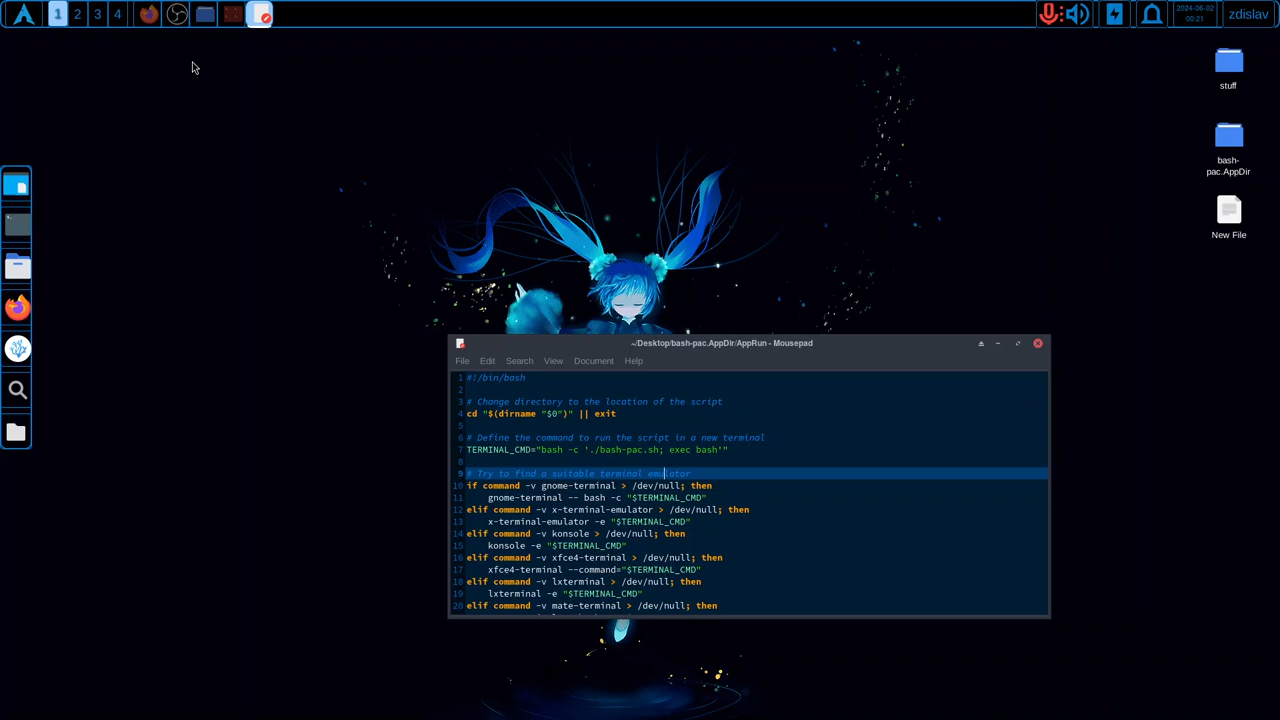 1 2 3 4
2024-06-02
00:21
zdislav
stuff
bash-
pac.AppDir
New File
~/Desktop/bash-pac.AppDir/AppRun - Mousepad
File Edit Search View Document Help
1 #!/bin/bash
2
3 # Change directory to the location of the script
4 cd "$(dirname "$0")" || exit
5
6 # Define the command to run the script in a new terminal
7 TERMINAL_CMD="bash -c './bash-pac.sh; exec bash'"
8
9 # Try to find a suitable terminal emulator
10 if command -v gnome-terminal > /dev/null; then
11 gnome-terminal -- bash -c "$TERMINAL_CMD"
12 elif command -v x-terminal-emulator > /dev/null; then
13 x-terminal-emulator -e "$TERMINAL_CMD"
14 elif command -v konsole > /dev/null; then
15 konsole -e "$TERMINAL_CMD"
16 elif command -v xfce4-terminal > /dev/null; then
17 xfce4-terminal --command="$TERMINAL_CMD"
18 elif command -v lxterminal > /dev/null; then
19 lxterminal -e "$TERMINAL_CMD"
20 elif command -v mate-terminal > /dev/null; then